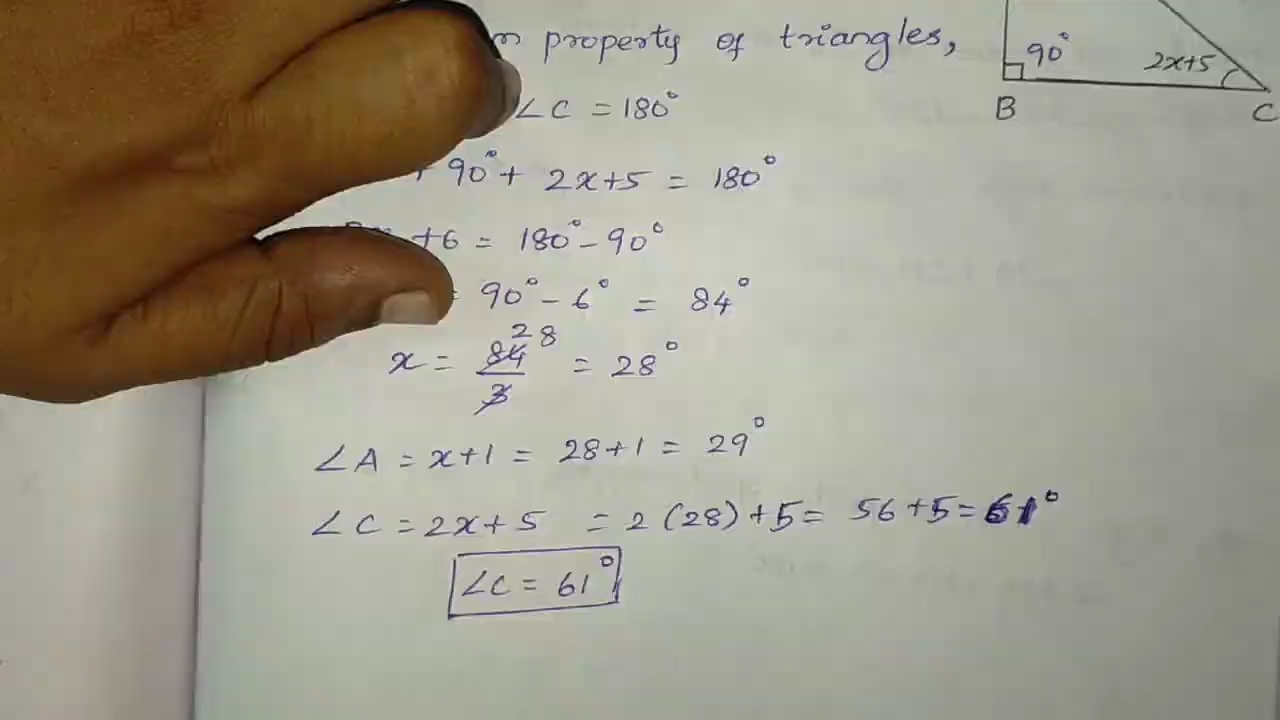 property of triangles,
90°
2x+5
B
C
∠C = 180°
+ 90° + 2x+5 = 180°
+6 = 180° - 90°
= 90° - 6° = 84°
x = 84/3 28 = 28°
∠A = x+1 = 28+1 = 29°
∠C = 2x+5 = 2(28)+5 = 56+5 = 61°
∠C = 61°